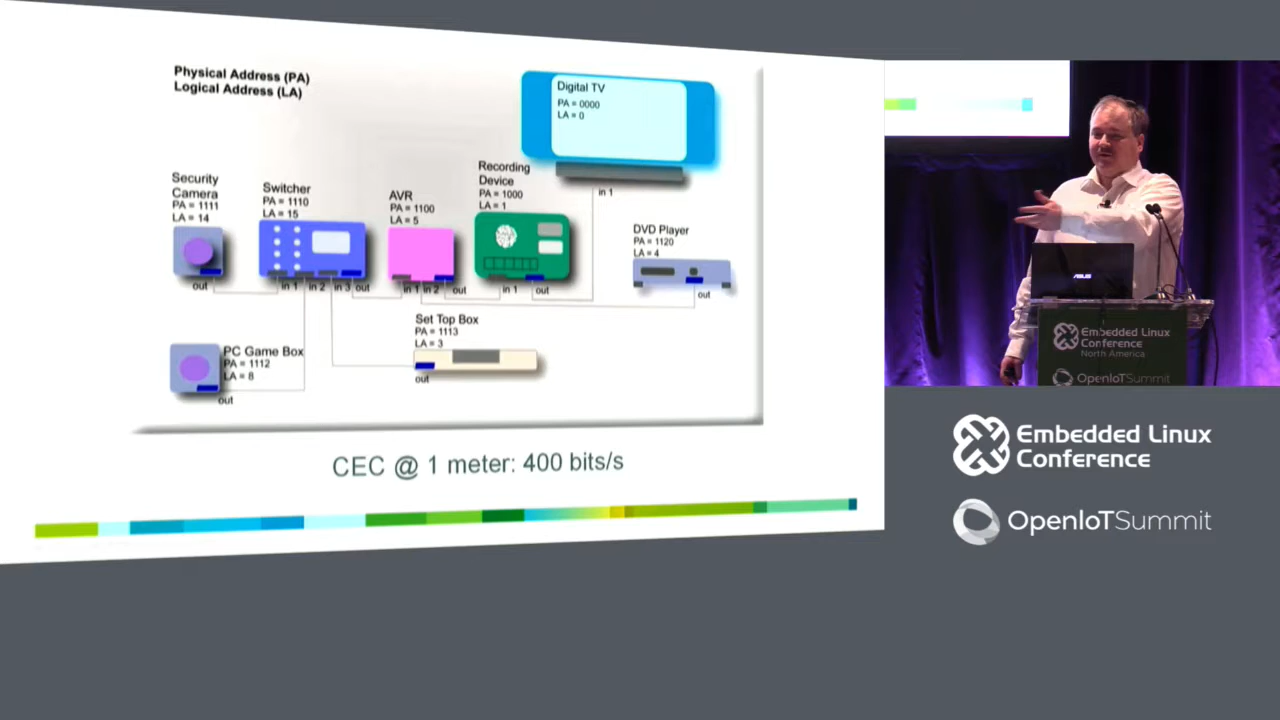 Physical Address (PA)
Logical Address (LA)
Digital TV
PA = 0000
LA = 0
in 1
Security
Camera
PA = 1111
LA = 14
out
Switcher
PA = 1110
LA = 15
in 1
in 2
in 3
out
AVR
PA = 1100
LA = 5
in 1
in 2
out
Recording
Device
PA = 1000
LA = 1
in 1
out
DVD Player
PA = 1120
LA = 4
out
Set Top Box
PA = 1113
LA = 3
out
PC Game Box
PA = 1112
LA = 8
out
CEC @ 1 meter: 400 bits/s
ASUS
Embedded Linux
Conference
North America
OpenIoTSummit
Embedded Linux
Conference
OpenIoTSummit